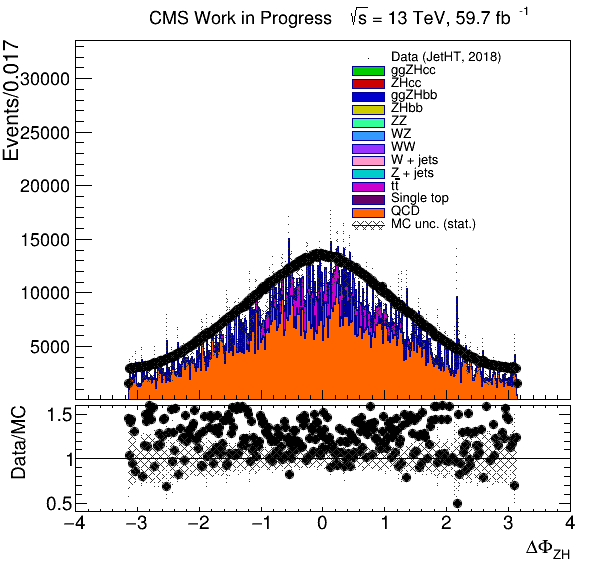 CMS Work in Progress √s = 13 TeV, 59.7 fb⁻¹
Events/0.017
30000
25000
20000
15000
10000
5000
Data (JetHT, 2018)
ggZHcc
ZHcc
ggZHbb
ZHbb
ZZ
WZ
WW
W + jets
Z + jets
tt̅
Single top
QCD
MC unc. (stat.)
Data/MC
1.5
1
0.5
−4 −3 −2 −1 0 1 2 3 4
ΔΦ_ZH